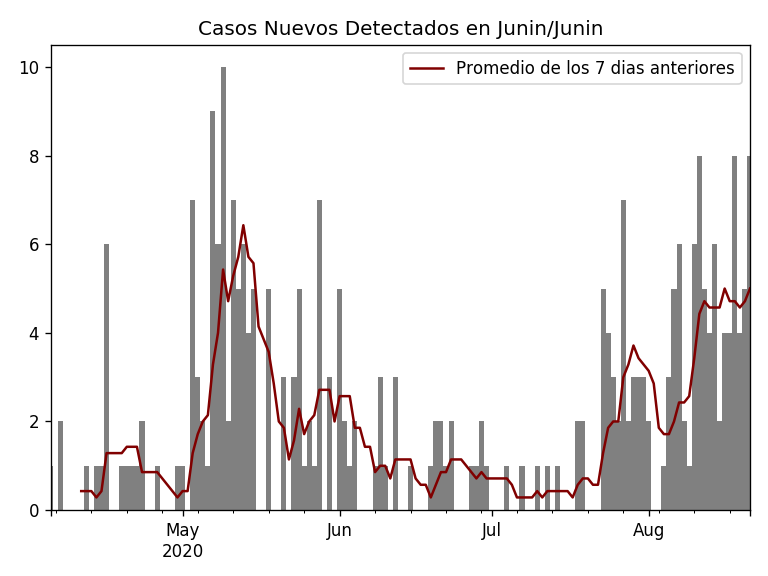 Casos Nuevos Detectados en Junin/Junin
Promedio de los 7 dias anteriores
10
8
6
4
2
0
May
2020
Jun
Jul
Aug